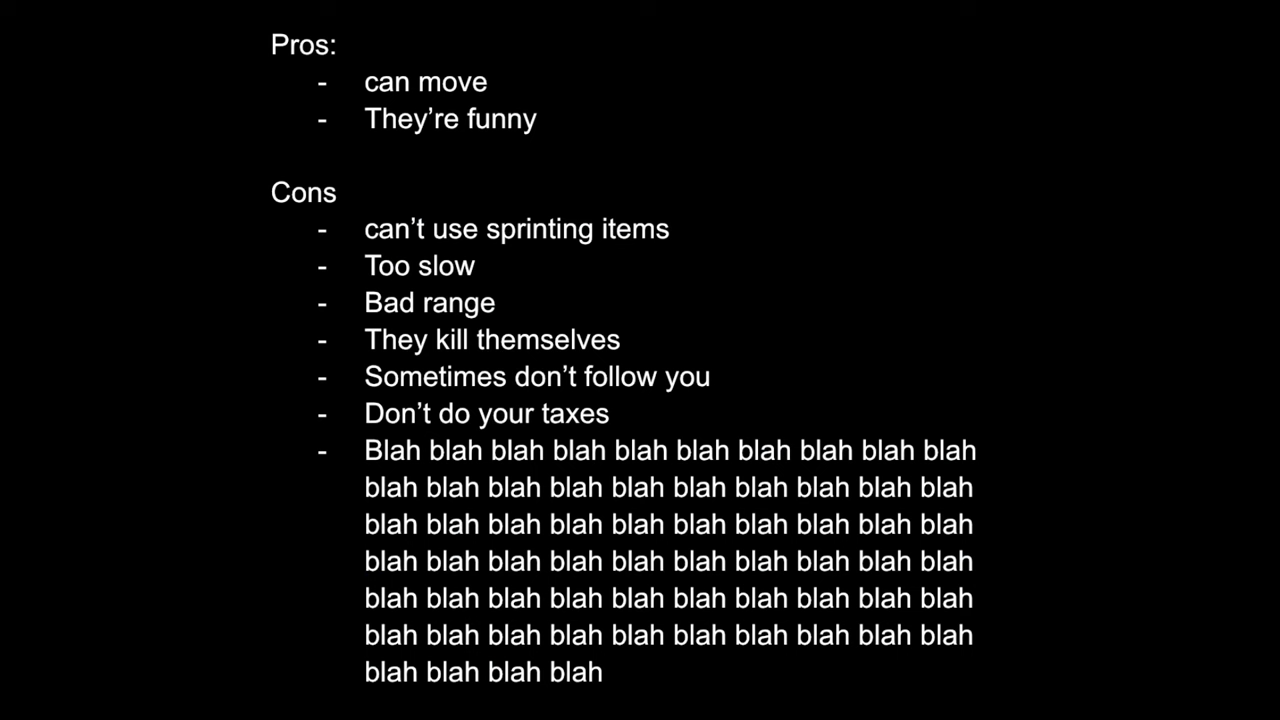 Pros:
- can move
- They’re funny
Cons
- can’t use sprinting items
- Too slow
- Bad range
- They kill themselves
- Sometimes don’t follow you
- Don’t do your taxes
- Blah blah blah blah blah blah blah blah blah blah
blah blah blah blah blah blah blah blah blah blah
blah blah blah blah blah blah blah blah blah blah
blah blah blah blah blah blah blah blah blah blah
blah blah blah blah blah blah blah blah blah blah
blah blah blah blah blah blah blah blah blah blah
blah blah blah blah